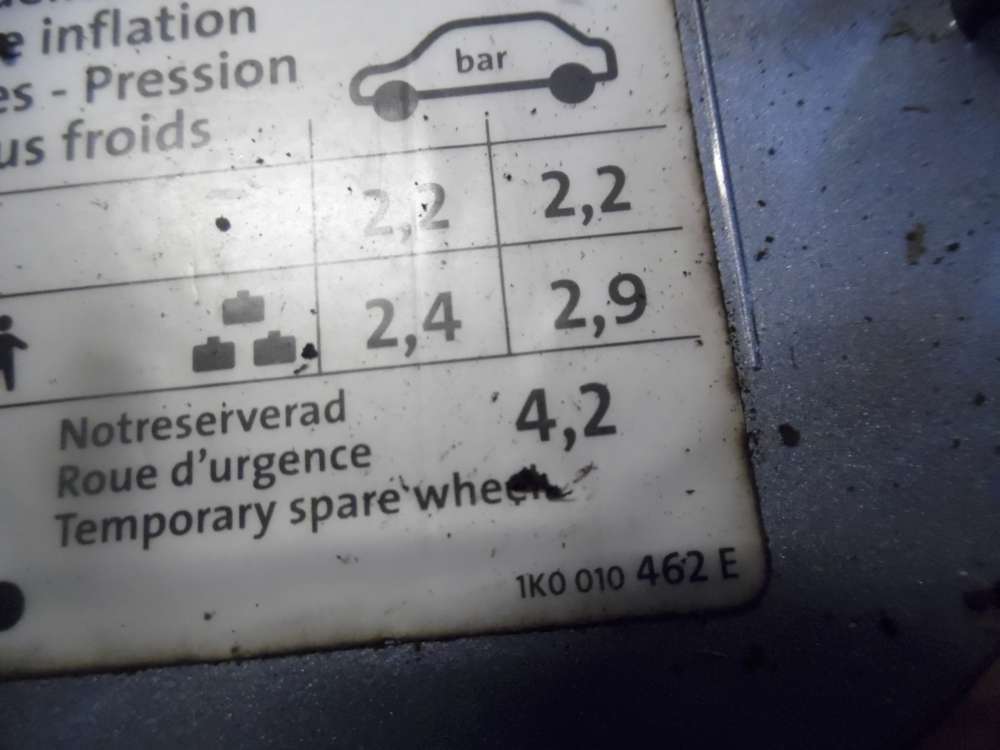 inflation
bar
es - Pression
us froids
2,2 2,2
2,4 2,9
Notreserverad
4,2
Roue d'urgence
Temporary spare wheel
1K0 010 462 E